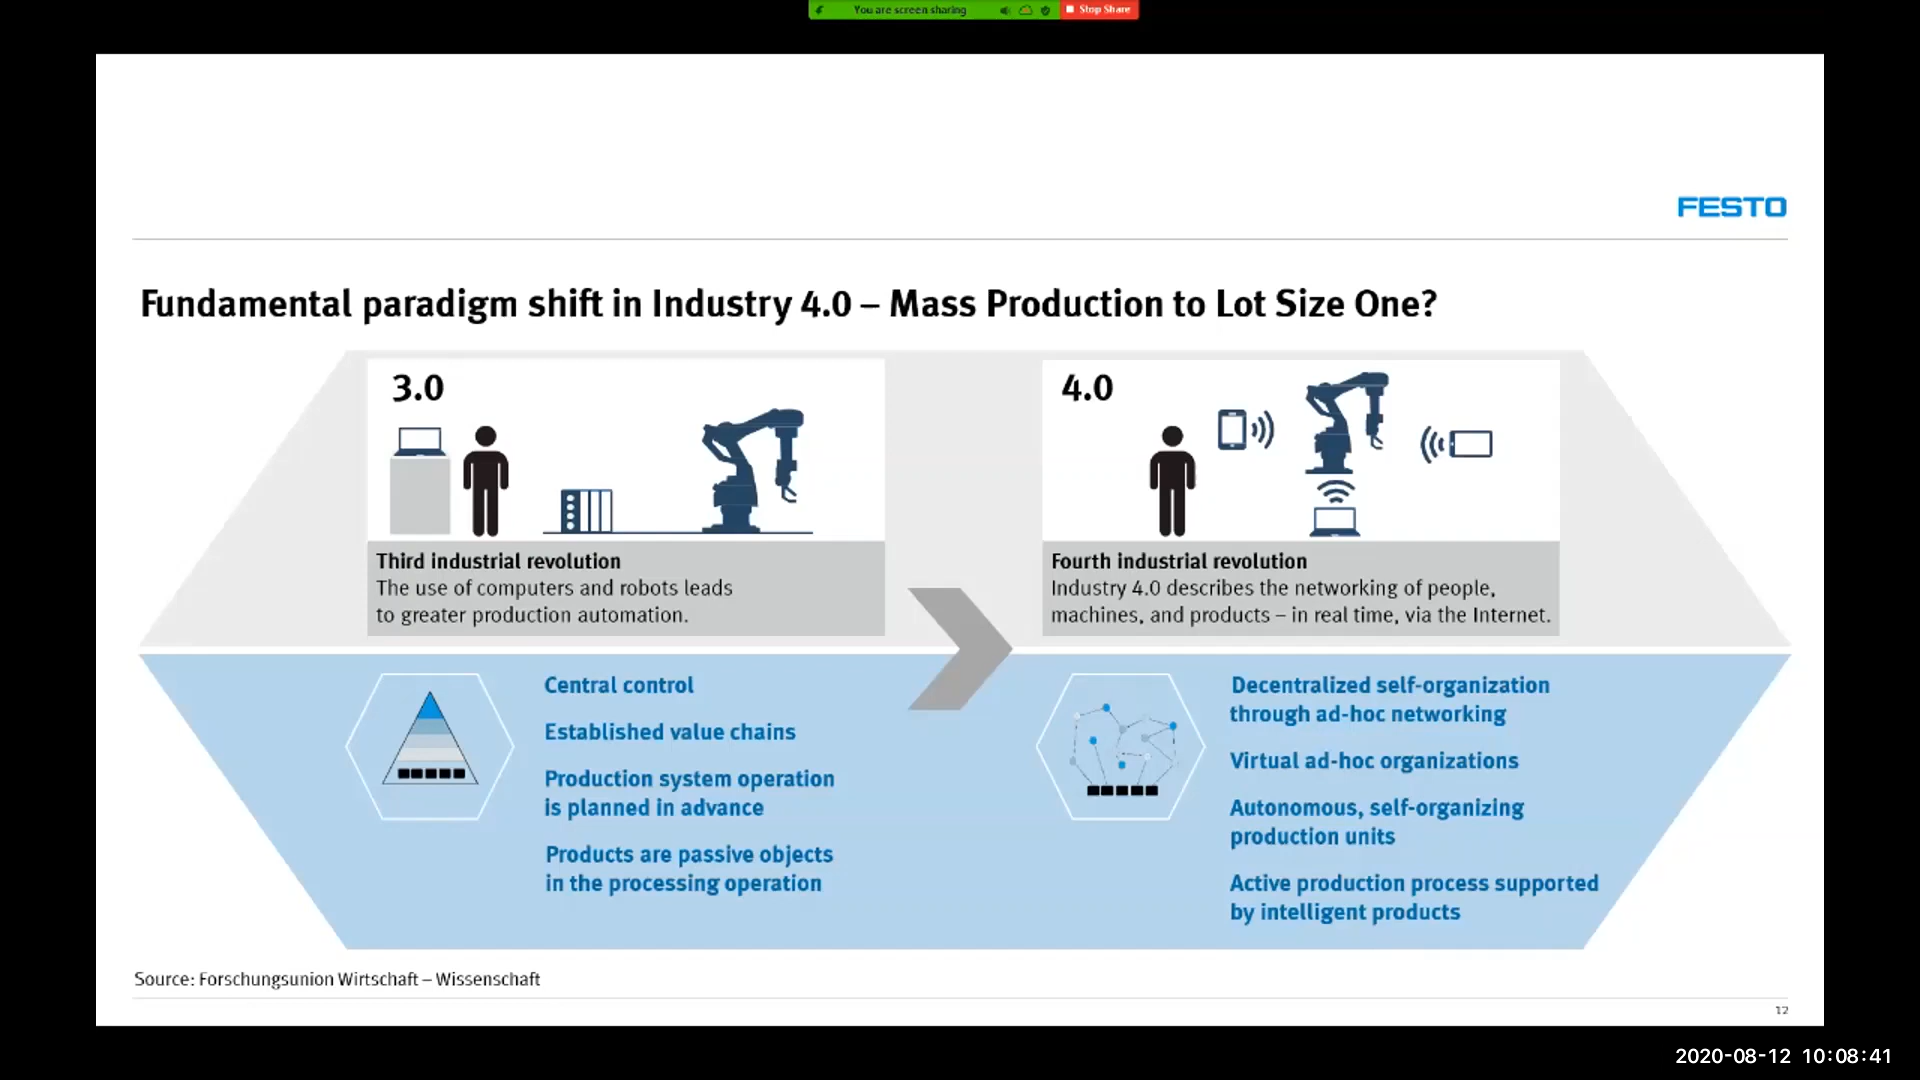 You are screen sharing
Stop Share
FESTO
Fundamental paradigm shift in Industry 4.0 – Mass Production to Lot Size One?
3.0
Third industrial revolution
The use of computers and robots leads
to greater production automation.
4.0
Fourth industrial revolution
Industry 4.0 describes the networking of people,
machines, and products – in real time, via the Internet.
Central control
Established value chains
Production system operation
is planned in advance
Products are passive objects
in the processing operation
Decentralized self-organization
through ad-hoc networking
Virtual ad-hoc organizations
Autonomous, self-organizing
production units
Active production process supported
by intelligent products
Source: Forschungsunion Wirtschaft – Wissenschaft
12
2020-08-12 10:08:41